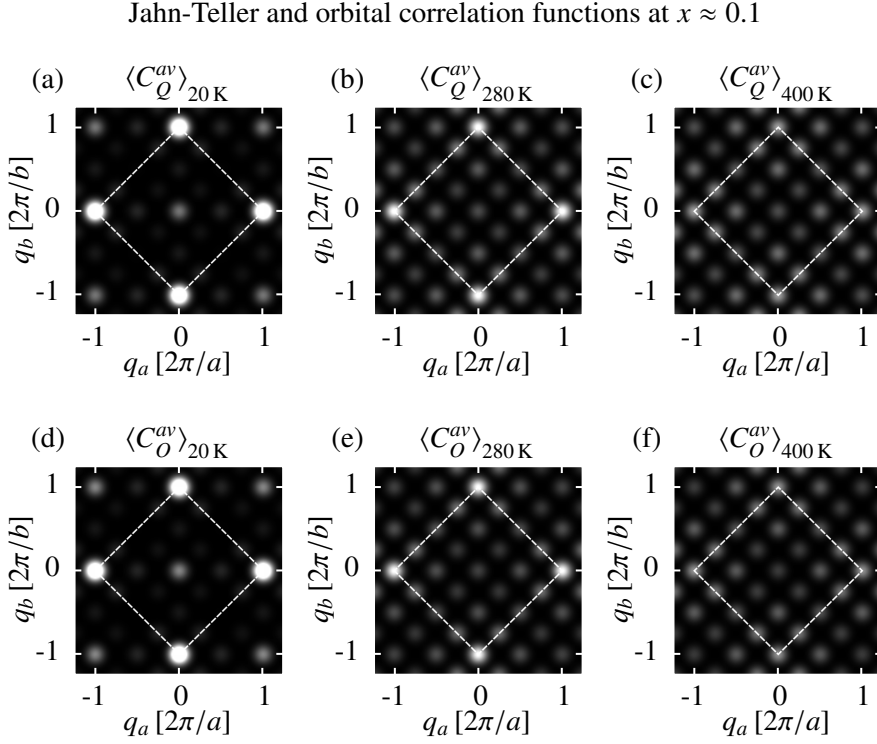 Jahn-Teller and orbital correlation functions at x ≈ 0.1
(a) ⟨C_Q^{av}⟩_{20 K} (b) ⟨C_Q^{av}⟩_{280 K} (c) ⟨C_Q^{av}⟩_{400 K}
1 1 1
q_b [2π/b] 0 q_b [2π/b] 0 q_b [2π/b] 0
-1 -1 -1
-1 0 1 -1 0 1 -1 0 1
q_a [2π/a] q_a [2π/a] q_a [2π/a]
(d) ⟨C_O^{av}⟩_{20 K} (e) ⟨C_O^{av}⟩_{280 K} (f) ⟨C_O^{av}⟩_{400 K}
1 1 1
q_b [2π/b] 0 q_b [2π/b] 0 q_b [2π/b] 0
-1 -1 -1
-1 0 1 -1 0 1 -1 0 1
q_a [2π/a] q_a [2π/a] q_a [2π/a]